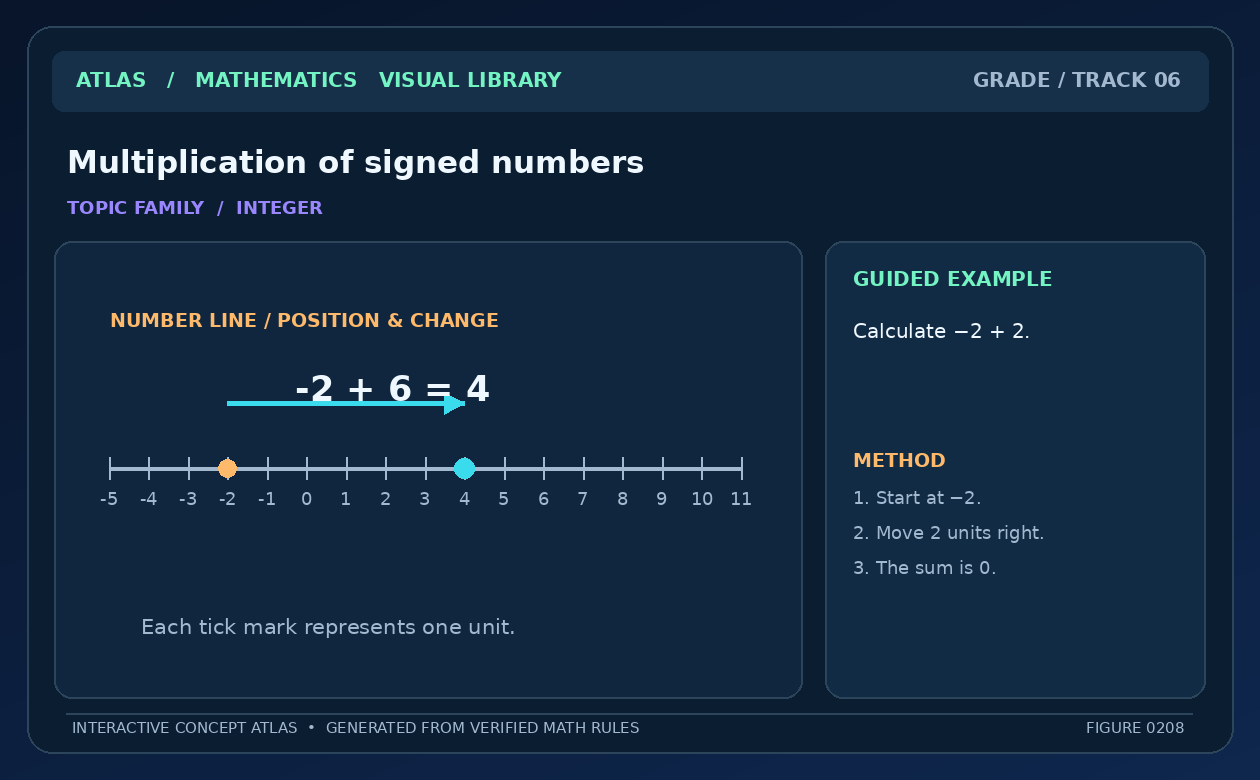 ATLAS / MATHEMATICS VISUAL LIBRARY
GRADE / TRACK 06
Multiplication of signed numbers
TOPIC FAMILY / INTEGER
NUMBER LINE / POSITION & CHANGE
-2 + 6 = 4
-5 -4 -3 -2 -1 0 1 2 3 4 5 6 7 8 9 10 11
Each tick mark represents one unit.
GUIDED EXAMPLE
Calculate −2 + 2.
METHOD
1. Start at −2.
2. Move 2 units right.
3. The sum is 0.
INTERACTIVE CONCEPT ATLAS • GENERATED FROM VERIFIED MATH RULES
FIGURE 0208